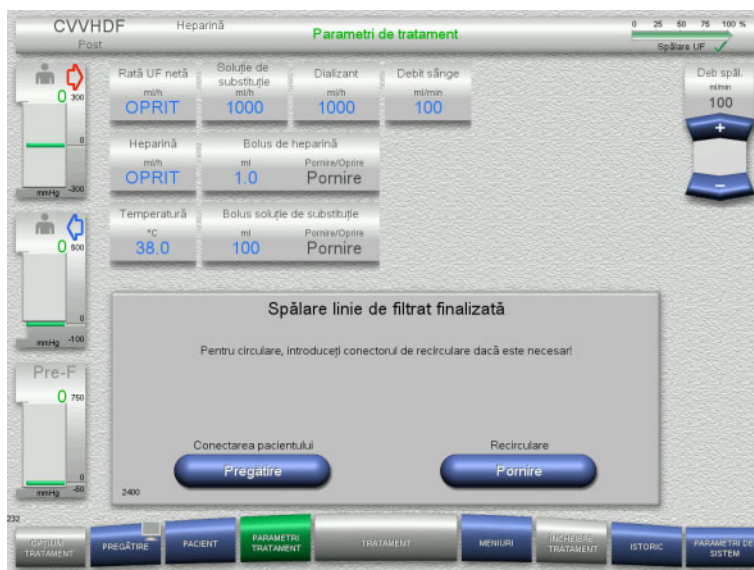 CVVHDF Heparină
Post
Parametri de tratament
0 25 50 75 100 %
Spălare UF
0 300
0
mmHg -300
Rată UF netă
ml/h
OPRIT
Soluție de
substituție
ml/h
1000
Dializant
ml/h
1000
Debit sânge
ml/min
100
Deb spăl.
ml/min
100
+
−
Heparină
ml/h
OPRIT
Bolus de heparină
ml Pornire/Oprire
1.0 Pornire
Temperatură
°C
38.0
Bolus soluție de substituție
ml Pornire/Oprire
100 Pornire
0 500
0
mmHg -100
Pre-F
0 750
0
mmHg -50
Spălare linie de filtrat finalizată
Pentru circulare, introduceți conectorul de recirculare dacă este necesar!
Conectarea pacientului
Pregătire
Recirculare
Pornire
2400
232
OPȚIUNI
TRATAMENT
PREGĂTIRE
PACIENT
PARAMETRI
TRATAMENT
TRATAMENT
MENIURI
ÎNCHEIERE
TRATAMENT
ISTORIC
PARAMETRI DE
SISTEM